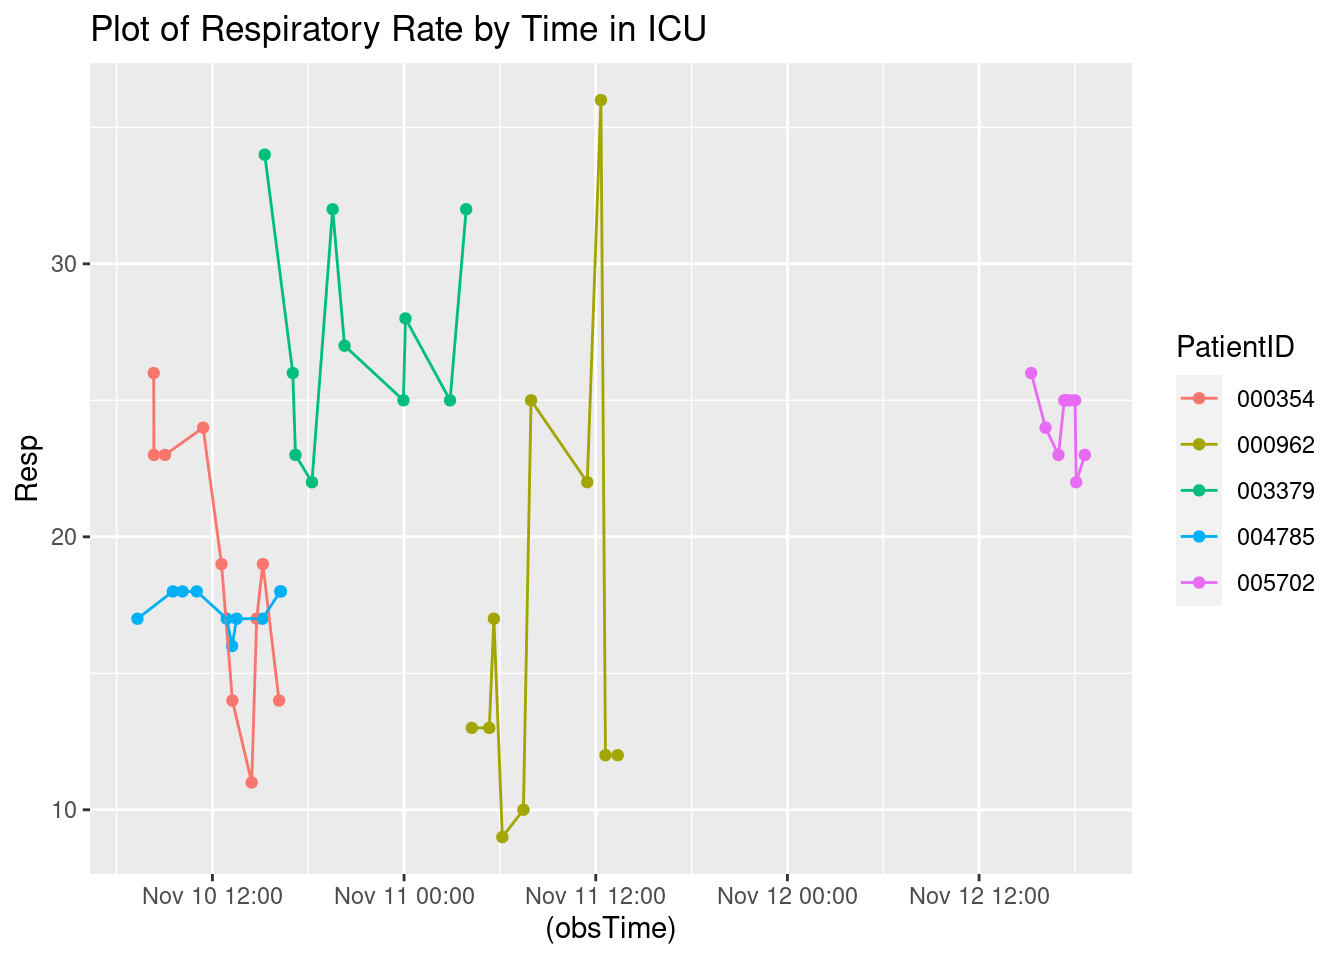 Plot of Respiratory Rate by Time in ICU
Resp
30
20
10
Nov 10 12:00
Nov 11 00:00
Nov 11 12:00
Nov 12 00:00
Nov 12 12:00
(obsTime)
PatientID
000354
000962
003379
004785
005702